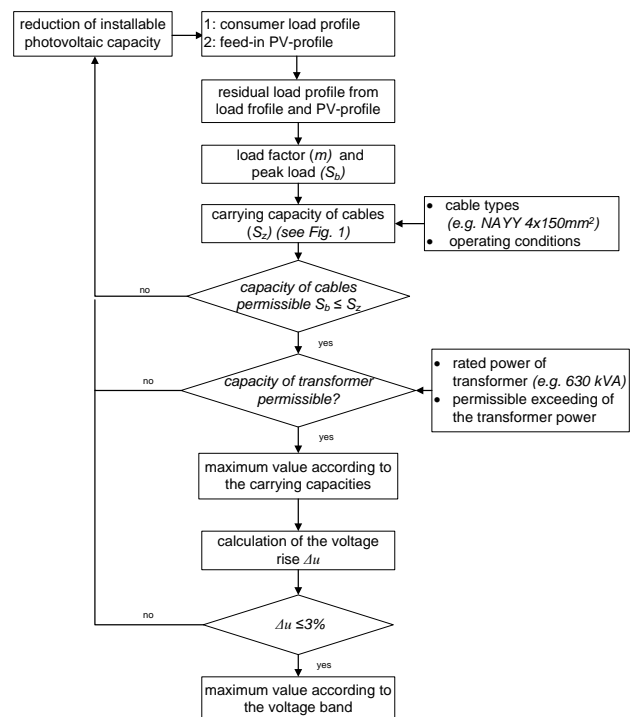 reduction of installable
photovoltaic capacity
1: consumer load profile
2: feed-in PV-profile
residual load profile from
load frofile and PV-profile
load factor (m) and
peak load (Sb)
carrying capacity of cables
(Sz) (see Fig. 1)
• cable types
(e.g. NAYY 4x150mm²)
• operating conditions
capacity of cables
permissible Sb ≤ Sz
no
yes
capacity of transformer
permissible?
no
• rated power of
transformer (e.g. 630 kVA)
• permissible exceeding of
the transformer power
yes
maximum value according to
the carrying capacities
calculation of the voltage
rise Δu
Δu ≤3%
no
yes
maximum value according to
the voltage band